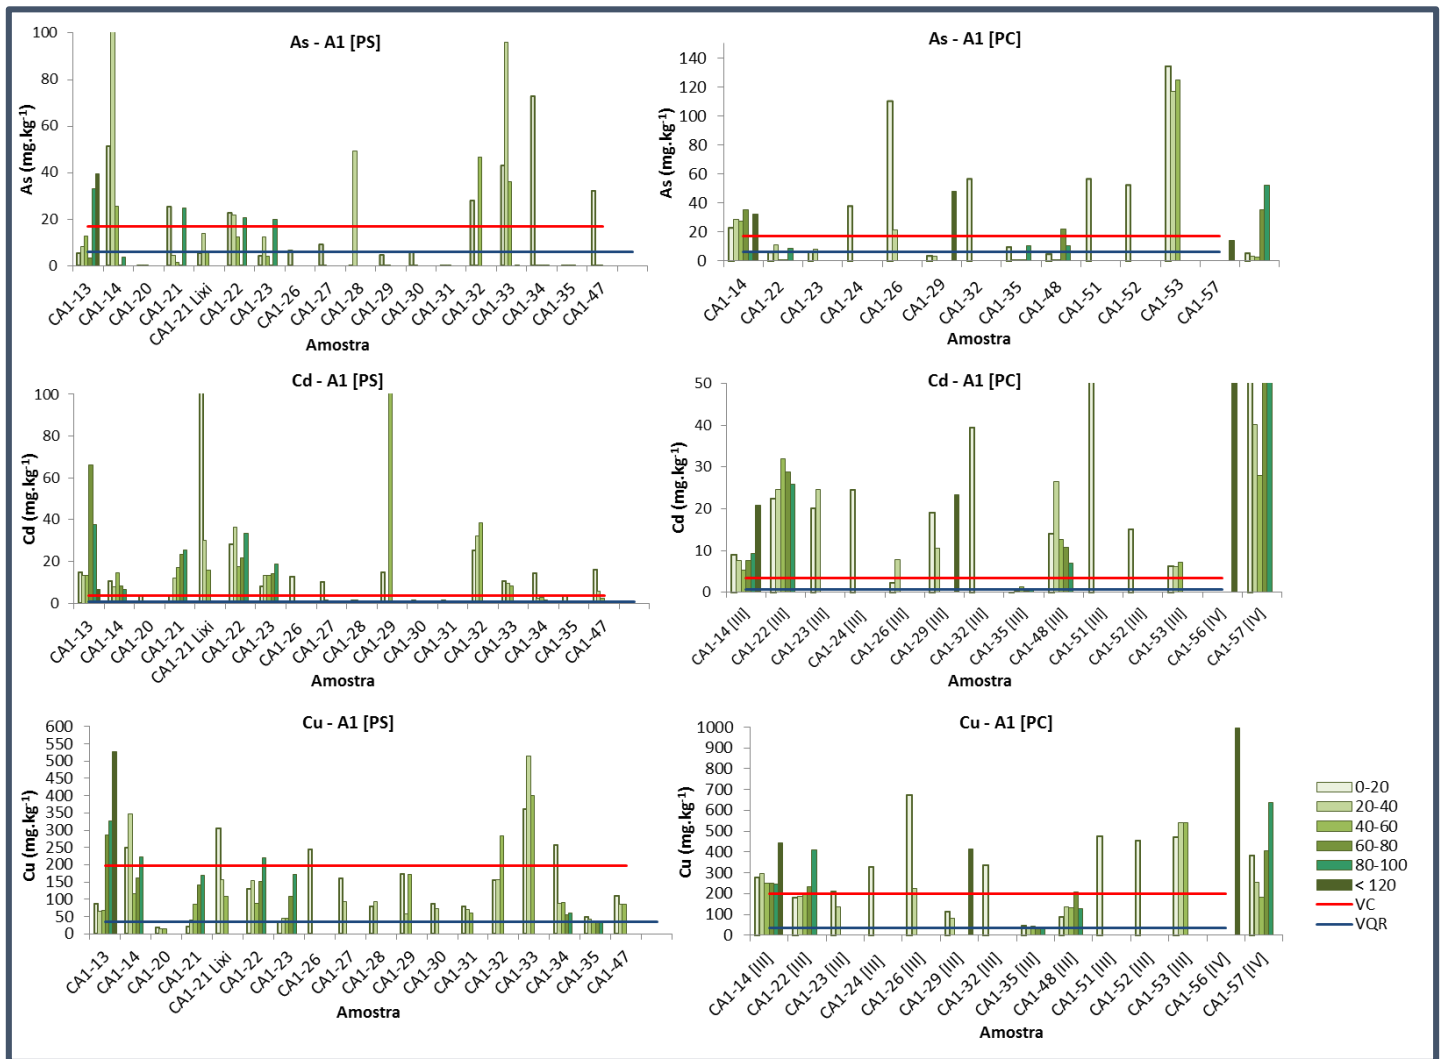 As - A1 [PS]
As (mg.kg-1)
100
80
60
40
20
0
CA1-13
CA1-14
CA1-20
CA1-21
CA1-21 Lixi
CA1-22
CA1-23
CA1-26
CA1-27
CA1-28
CA1-29
CA1-30
CA1-31
CA1-32
CA1-33
CA1-34
CA1-35
CA1-47
Amostra
As - A1 [PC]
As (mg.kg-1)
140
120
100
80
60
40
20
0
CA1-14
CA1-22
CA1-23
CA1-24
CA1-26
CA1-29
CA1-32
CA1-35
CA1-48
CA1-51
CA1-52
CA1-53
CA1-57
Amostra
Cd - A1 [PS]
Cd (mg.kg-1)
100
80
60
40
20
0
CA1-13
CA1-14
CA1-20
CA1-21
CA1-21 Lixi
CA1-22
CA1-23
CA1-26
CA1-27
CA1-28
CA1-29
CA1-30
CA1-31
CA1-32
CA1-33
CA1-34
CA1-35
CA1-47
Amostra
Cd - A1 [PC]
Cd (mg.kg-1)
50
40
30
20
10
0
CA1-14 [III]
CA1-22 [III]
CA1-23 [III]
CA1-24 [III]
CA1-26 [III]
CA1-29 [III]
CA1-32 [III]
CA1-35 [III]
CA1-48 [III]
CA1-51 [III]
CA1-52 [III]
CA1-53 [III]
CA1-56 [IV]
CA1-57 [IV]
Amostra
Cu - A1 [PS]
Cu (mg.kg-1)
600
550
500
450
400
350
300
250
200
150
100
50
0
CA1-13
CA1-14
CA1-20
CA1-21
CA1-21 Lixi
CA1-22
CA1-23
CA1-26
CA1-27
CA1-28
CA1-29
CA1-30
CA1-31
CA1-32
CA1-33
CA1-34
CA1-35
CA1-47
Amostra
Cu - A1 [PC]
Cu (mg.kg-1)
1000
900
800
700
600
500
400
300
200
100
0
CA1-14 [III]
CA1-22 [III]
CA1-23 [III]
CA1-24 [III]
CA1-26 [III]
CA1-29 [III]
CA1-32 [III]
CA1-35 [III]
CA1-48 [III]
CA1-51 [III]
CA1-52 [III]
CA1-53 [III]
CA1-56 [IV]
CA1-57 [IV]
Amostra
0-20
20-40
40-60
60-80
80-100
< 120
VC
VQR